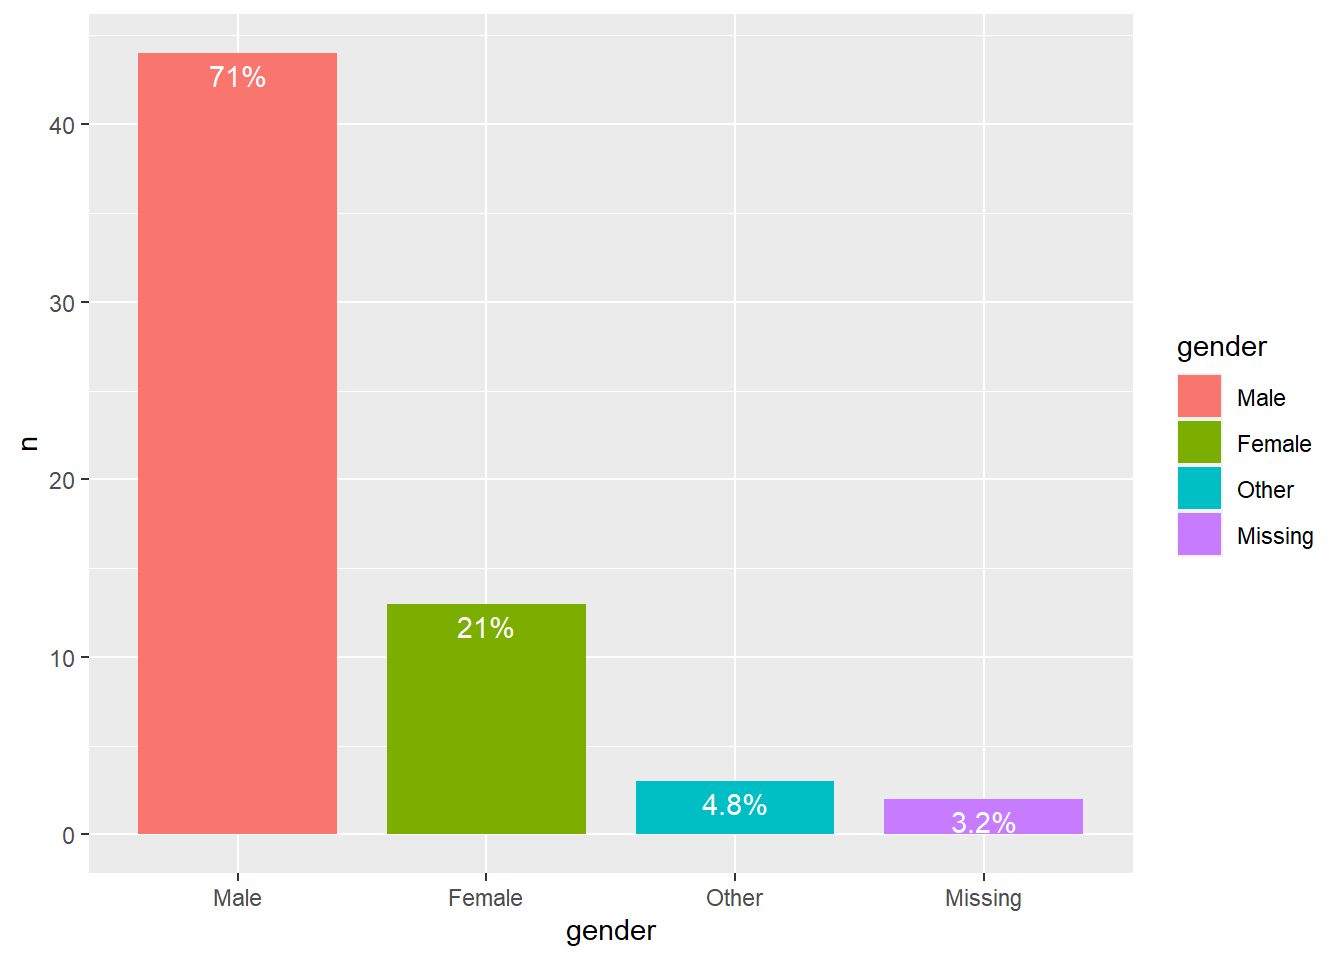 71%
40
30
gender
Male
n
Female
20
Other
Missing
21%
10
4.8%
3.2%
0
Male Female Other Missing
gender